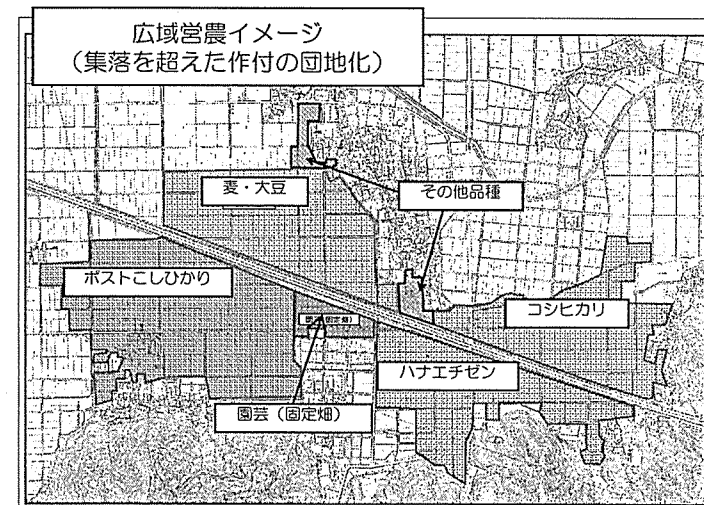 広域営農イメージ
（集落を超えた作付の団地化）
麦・大豆
その他品種
ポストこしひかり
コシヒカリ
ハナエチゼン
園芸（固定畑）